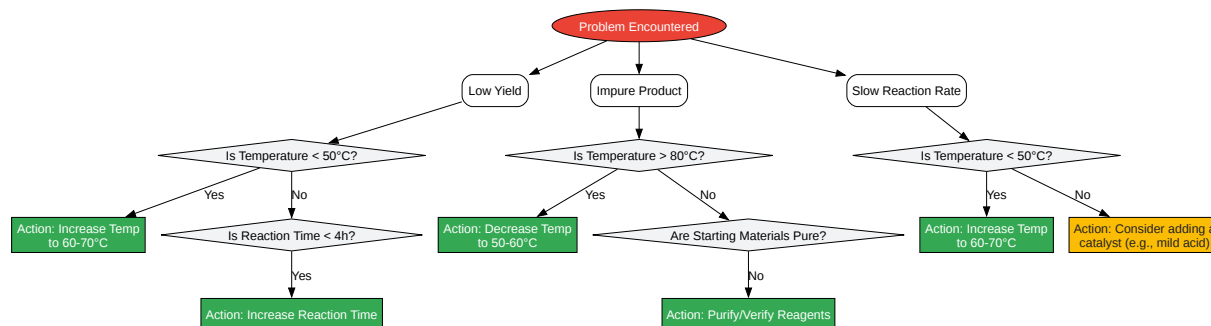 Problem Encountered
Low Yield
Impure Product
Slow Reaction Rate
Is Temperature < 50°C?
Is Temperature > 80°C?
Is Temperature < 50°C?
Yes
No
Yes
No
Yes
No
Action: Increase Temp
to 60-70°C
Is Reaction Time < 4h?
Action: Decrease Temp
to 50-60°C
Are Starting Materials Pure?
Action: Increase Temp
to 60-70°C
Action: Consider adding a
catalyst (e.g., mild acid)
Yes
No
Action: Increase Reaction Time
Action: Purify/Verify Reagents